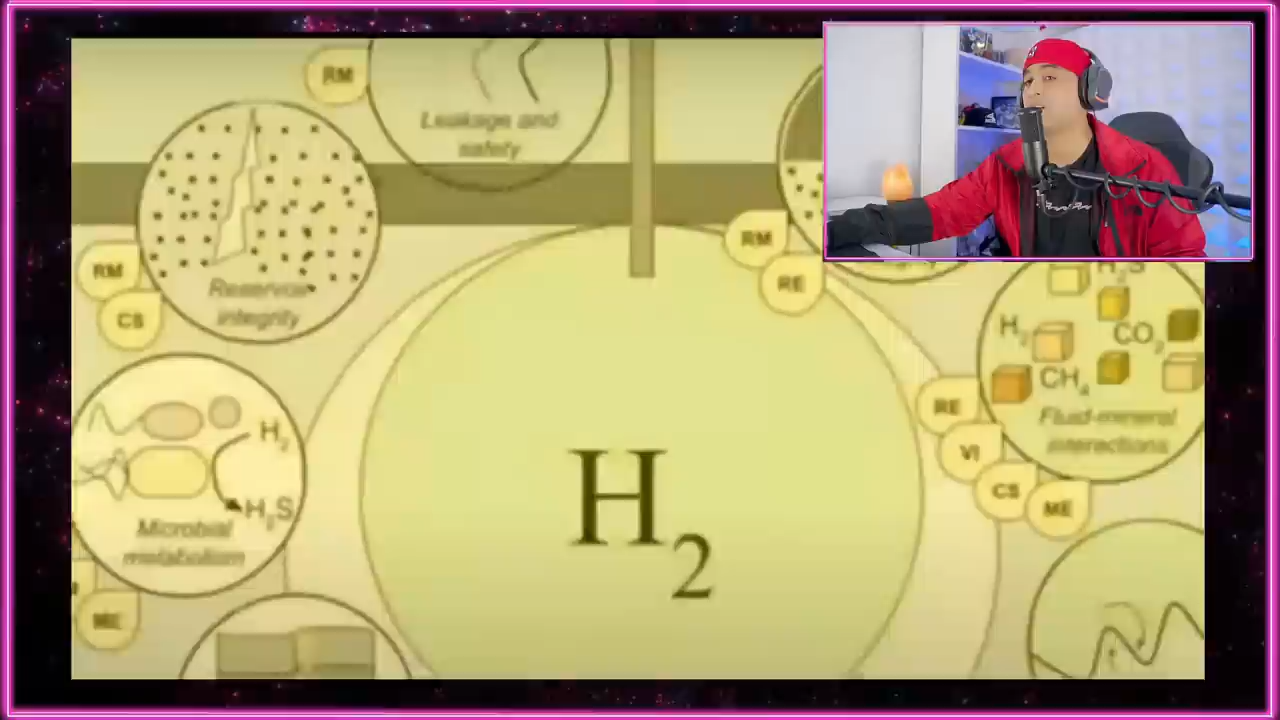 RM
Leakage and
safety
RM
CS
Reservoir
integrity
RM
RE
H₂S
H₂
CO₂
CH₄
Fluid-mineral
interactions
RE
VI
CS
ME
H₂
H₂S
Microbial
metabolism
ME
H₂